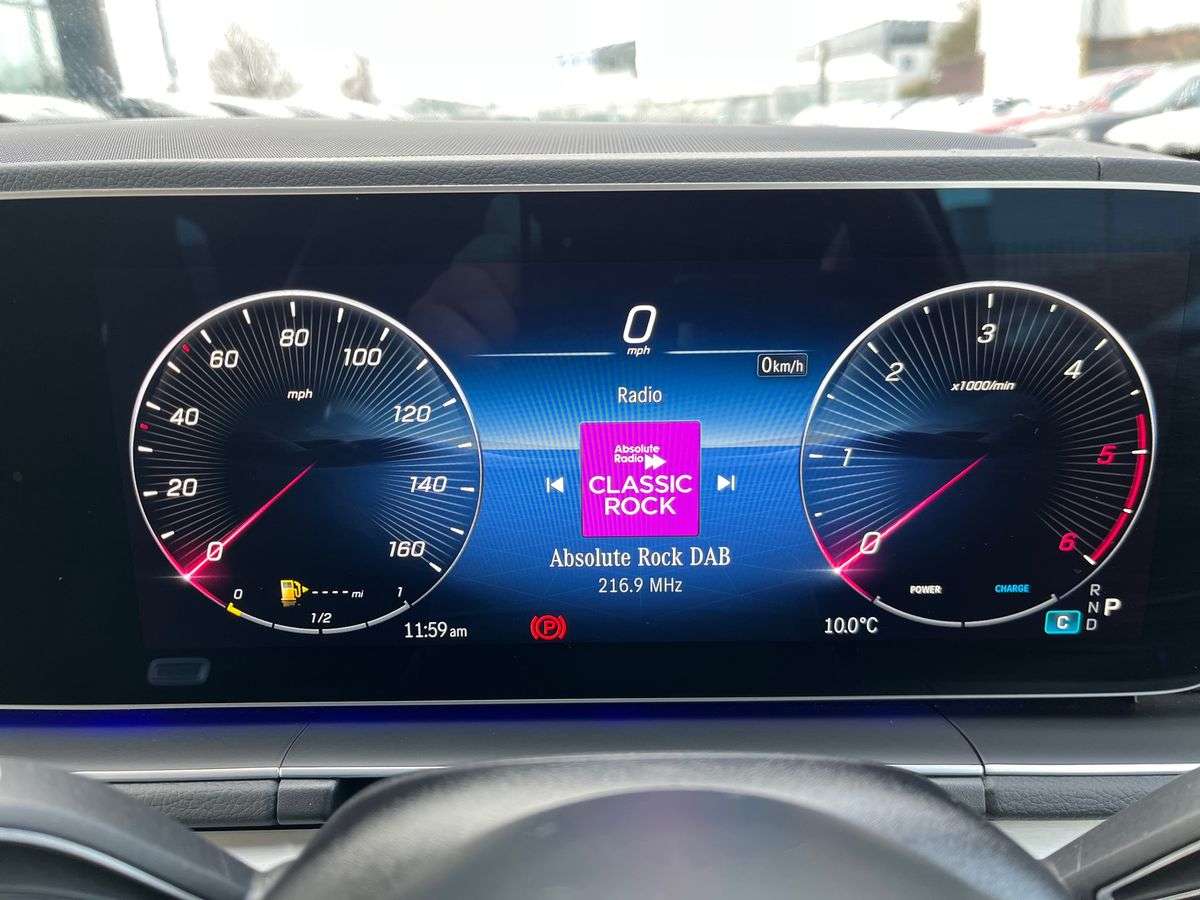 0
mph
0km/h
Radio
Absolute
Radio
CLASSIC
ROCK
Absolute Rock DAB
216.9 MHz
0
20
40
60
80
100
120
140
160
mph
0
1/2
1
---- mi
11:59am
P
10.0°C
0
1
2
3
4
5
6
x1000/min
POWER
CHARGE
C
R
N
D
P